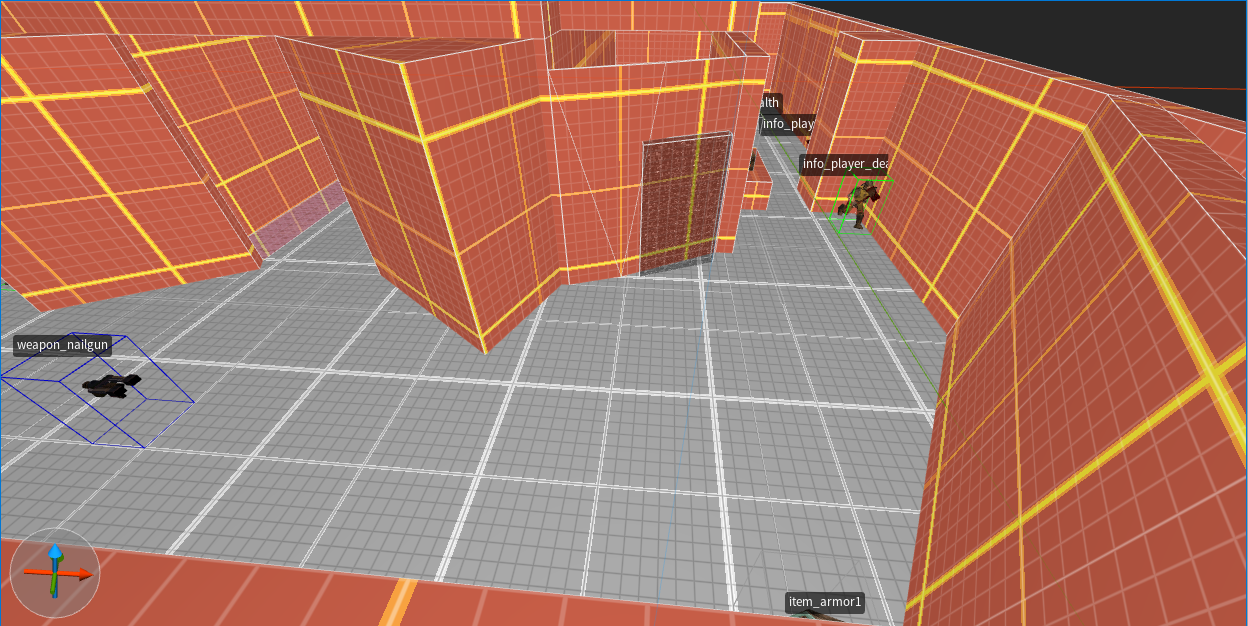 alth
info_play
info_player_dea
weapon_nailgun
item_armor1